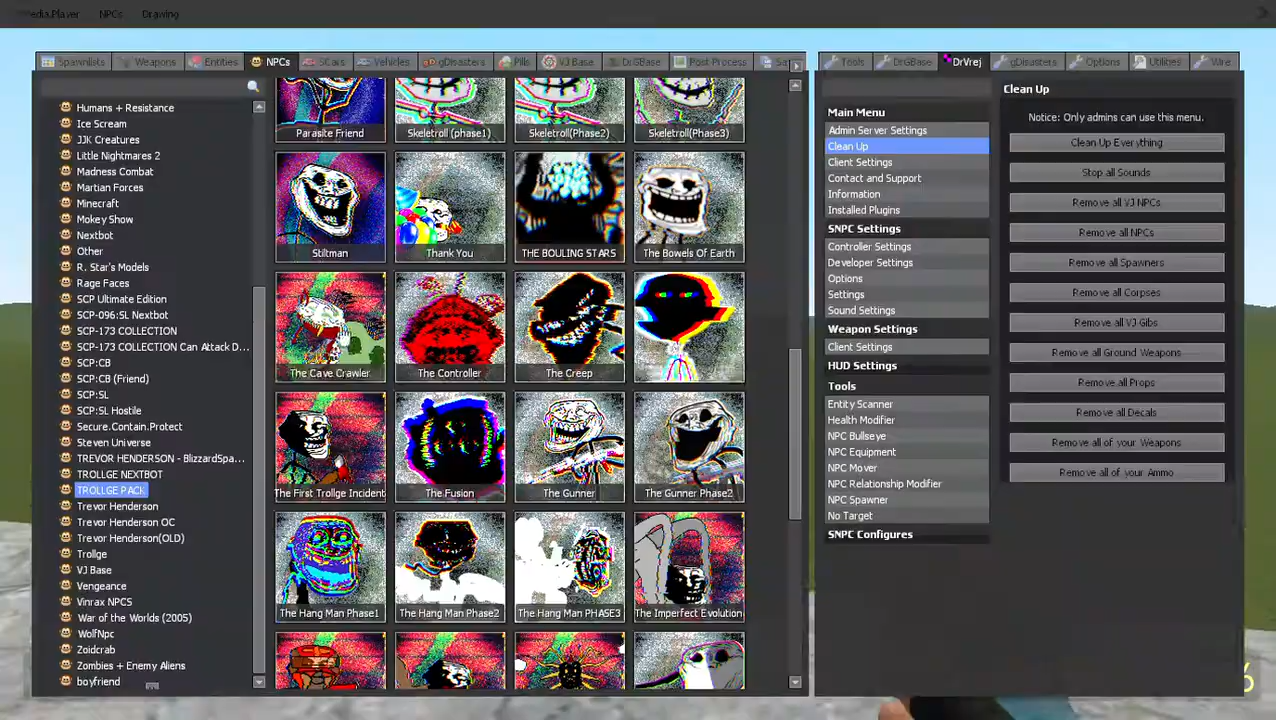 Media.Player NPCs Drawing
Spawnlists Weapons Entities NPCs SCars Vehicles gDisasters Pills VJ Base DrGBase Post Process
Humans + Resistance
Ice Scream
JJK Creatures
Little Nightmares 2
Madness Combat
Martian Forces
Minecraft
Mokey Show
Nextbot
Other
R. Star's Models
Rage Faces
SCP Ultimate Edition
SCP-096:SL Nextbot
SCP-173 COLLECTION
SCP-173 COLLECTION Can Attack D...
SCP:CB
SCP:CB (Friend)
SCP:SL
SCP:SL Hostile
Secure.Contain.Protect
Steven Universe
TREVOR HENDERSON - BlizzardSpa...
TROLLGE NEXTBOT
TROLLGE PACK
Trevor Henderson
Trevor Henderson OC
Trevor Henderson(OLD)
Trollge
VJ Base
Vengeance
Vinrax NPCS
War of the Worlds (2005)
WolfNpc
Zoidcrab
Zombies + Enemy Aliens
boyfriend
Parasite Friend Skeletroll (phase1) Skeletroll(Phase2) Skeletroll(Phase3)
Stiltman Thank You THE BOULING STARS The Bowels Of Earth
The Cave Crawler The Controller The Creep
The First Trollge Incident The Fusion The Gunner The Gunner Phase2
The Hang Man Phase1 The Hang Man Phase2 The Hang Man PHASE3 The Imperfect Evolution
Tools DrGBase DrVrej gDisasters Options Utilities Wire
Main Menu
Admin Server Settings
Clean Up
Client Settings
Contact and Support
Information
Installed Plugins
SNPC Settings
Controller Settings
Developer Settings
Options
Settings
Sound Settings
Weapon Settings
Client Settings
HUD Settings
Tools
Entity Scanner
Health Modifier
NPC Bullseye
NPC Equipment
NPC Mover
NPC Relationship Modifier
NPC Spawner
No Target
SNPC Configures
Clean Up
Notice: Only admins can use this menu.
Clean Up Everything
Stop all Sounds
Remove all VJ NPCs
Remove all NPCs
Remove all Spawners
Remove all Corpses
Remove all VJ Gibs
Remove all Ground Weapons
Remove all Props
Remove all Decals
Remove all of your Weapons
Remove all of your Ammo
6